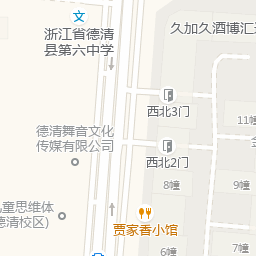 浙江省德清
县第六中学
久加久酒博汇
西北3门
11幢
德清舞音文化
传媒有限公司
西北2门
8幢
9幢
童思维体
德清校区)
贾家香小馆
6幢